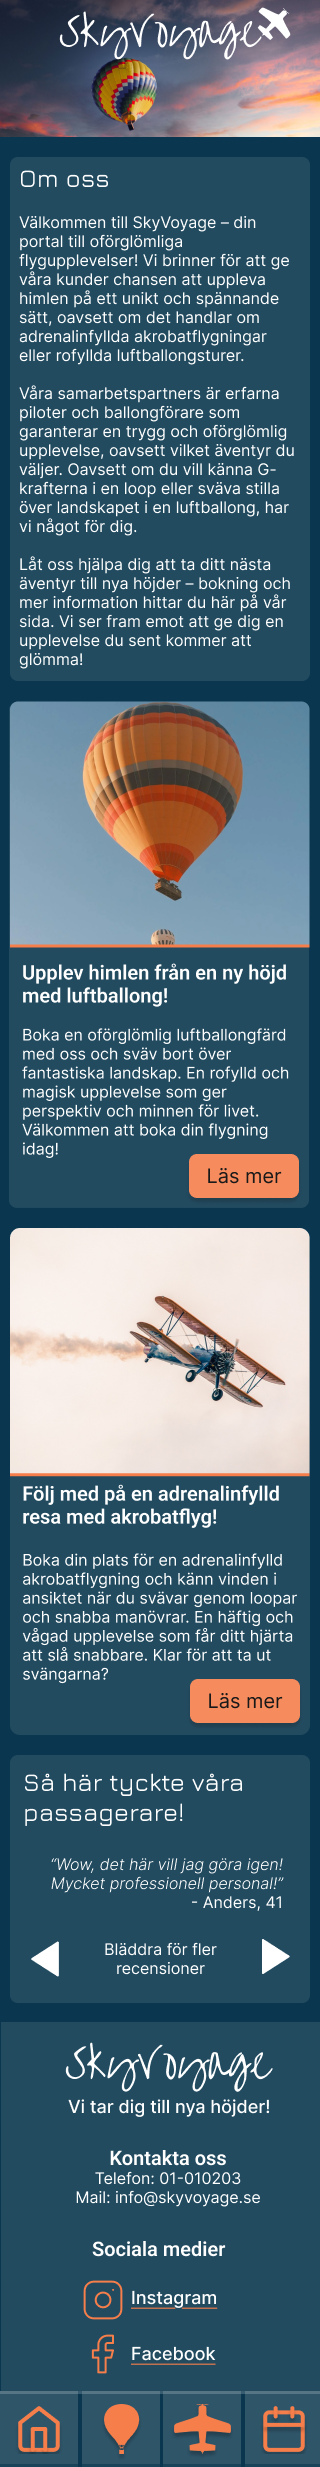 SkyVoyage
Om oss
Välkommen till SkyVoyage – din
portal till oförglömliga
flygupplevelser! Vi brinner för att ge
våra kunder chansen att uppleva
himlen på ett unikt och spännande
sätt, oavsett om det handlar om
adrenalinfyllda akrobatflygningar
eller rofyllda luftballongsturer.
Våra samarbetspartners är erfarna
piloter och ballongförare som
garanterar en trygg och oförglömlig
upplevelse, oavsett vilket äventyr du
väljer. Oavsett om du vill känna G-
krafterna i en loop eller sväva stilla
över landskapet i en luftballong, har
vi något för dig.
Låt oss hjälpa dig att ta ditt nästa
äventyr till nya höjder – bokning och
mer information hittar du här på vår
sida. Vi ser fram emot att ge dig en
upplevelse du sent kommer att
glömma!
Upplev himlen från en ny höjd
med luftballong!
Boka en oförglömlig luftballongfärd
med oss och sväv bort över
fantastiska landskap. En rofylld och
magisk upplevelse som ger
perspektiv och minnen för livet.
Välkommen att boka din flygning
idag!
Läs mer
Följ med på en adrenalinfylld
resa med akrobatflyg!
Boka din plats för en adrenalinfylld
akrobatflygning och känn vinden i
ansiktet när du svävar genom loopar
och snabba manövrar. En häftig och
vågad upplevelse som får ditt hjärta
att slå snabbare. Klar för att ta ut
svängarna?
Läs mer
Så här tyckte våra
passagerare!
“Wow, det här vill jag göra igen!
Mycket professionell personal!”
- Anders, 41
Bläddra för fler
recensioner
SkyVoyage
Vi tar dig till nya höjder!
Kontakta oss
Telefon: 01-010203
Mail: info@skyvoyage.se
Sociala medier
Instagram
Facebook